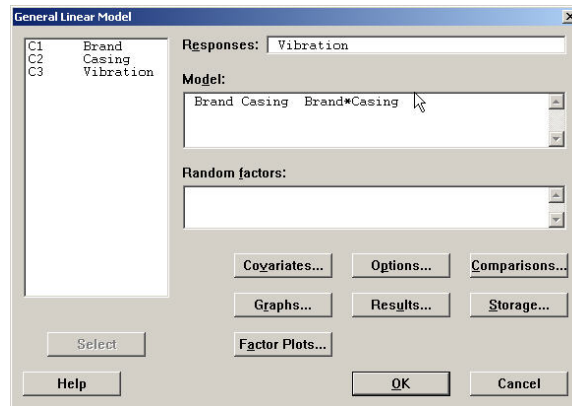 General Linear Model
C1 Brand
C2 Casing
C3 Vibration
Responses: Vibration
Model:
Brand Casing Brand*Casing
Random factors:
Covariates... Options... Comparisons...
Graphs... Results... Storage...
Select Factor Plots...
Help OK Cancel